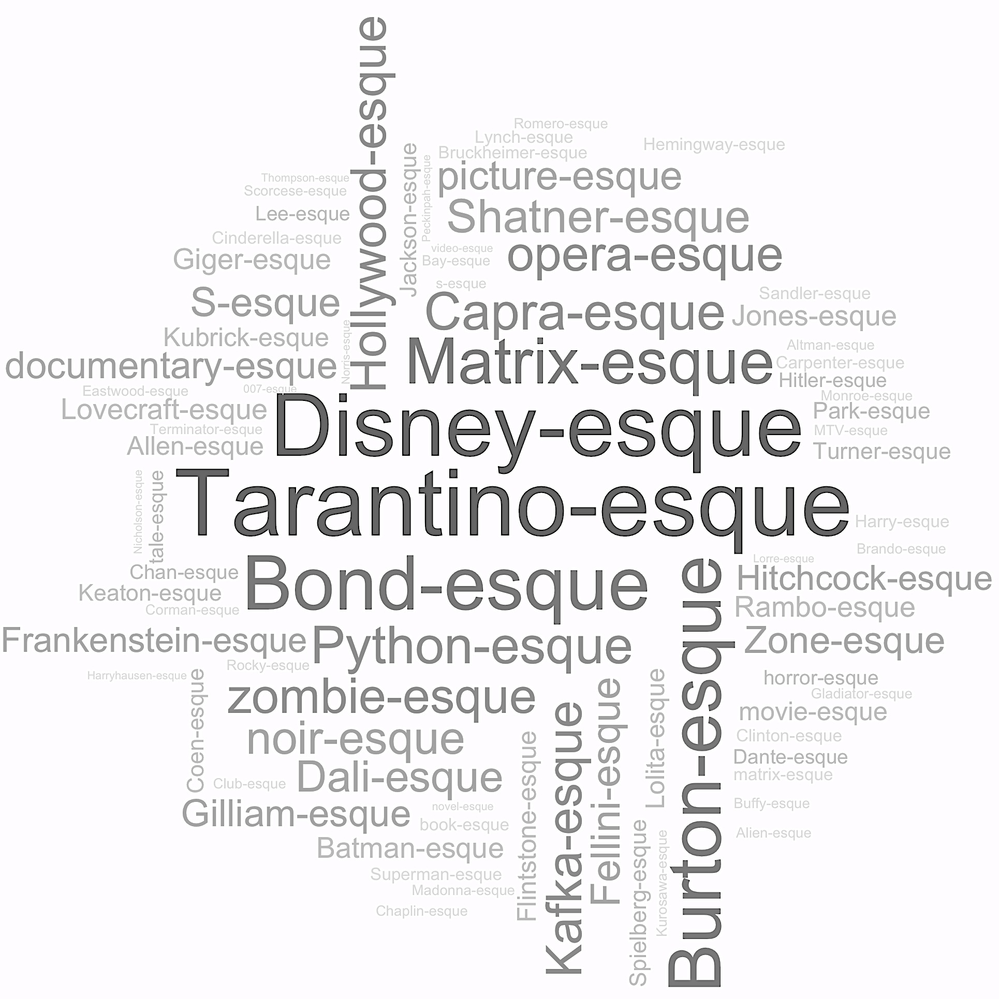 Hollywood-esque
Romero-esque
Lynch-esque
Hemingway-esque
Bruckheimer-esque
Jackson-esque
Peckinpah-esque
picture-esque
Thompson-esque
Scorcese-esque
Lee-esque
Shatner-esque
Cinderella-esque
video-esque
opera-esque
Giger-esque
Bay-esque
s-esque
S-esque
Capra-esque
Sandler-esque
Jones-esque
Kubrick-esque
Norris-esque
Matrix-esque
Altman-esque
documentary-esque
Carpenter-esque
Hitler-esque
Eastwood-esque
007-esque
Monroe-esque
Lovecraft-esque
Disney-esque
Park-esque
Terminator-esque
MTV-esque
Allen-esque
Turner-esque
Nicholson-esque
tale-esque
Tarantino-esque
Harry-esque
Brando-esque
Lorre-esque
Chan-esque
Bond-esque
Burton-esque
Hitchcock-esque
Keaton-esque
Rambo-esque
Corman-esque
Frankenstein-esque
Python-esque
Zone-esque
Rocky-esque
Harryhausen-esque
Coen-esque
horror-esque
zombie-esque
Kafka-esque
Fellini-esque
Lolita-esque
Gladiator-esque
movie-esque
noir-esque
Flintstone-esque
Clinton-esque
Dante-esque
Club-esque
Dali-esque
matrix-esque
Gilliam-esque
novel-esque
Buffy-esque
book-esque
Spielberg-esque
Kurosawa-esque
Alien-esque
Batman-esque
Superman-esque
Madonna-esque
Chaplin-esque